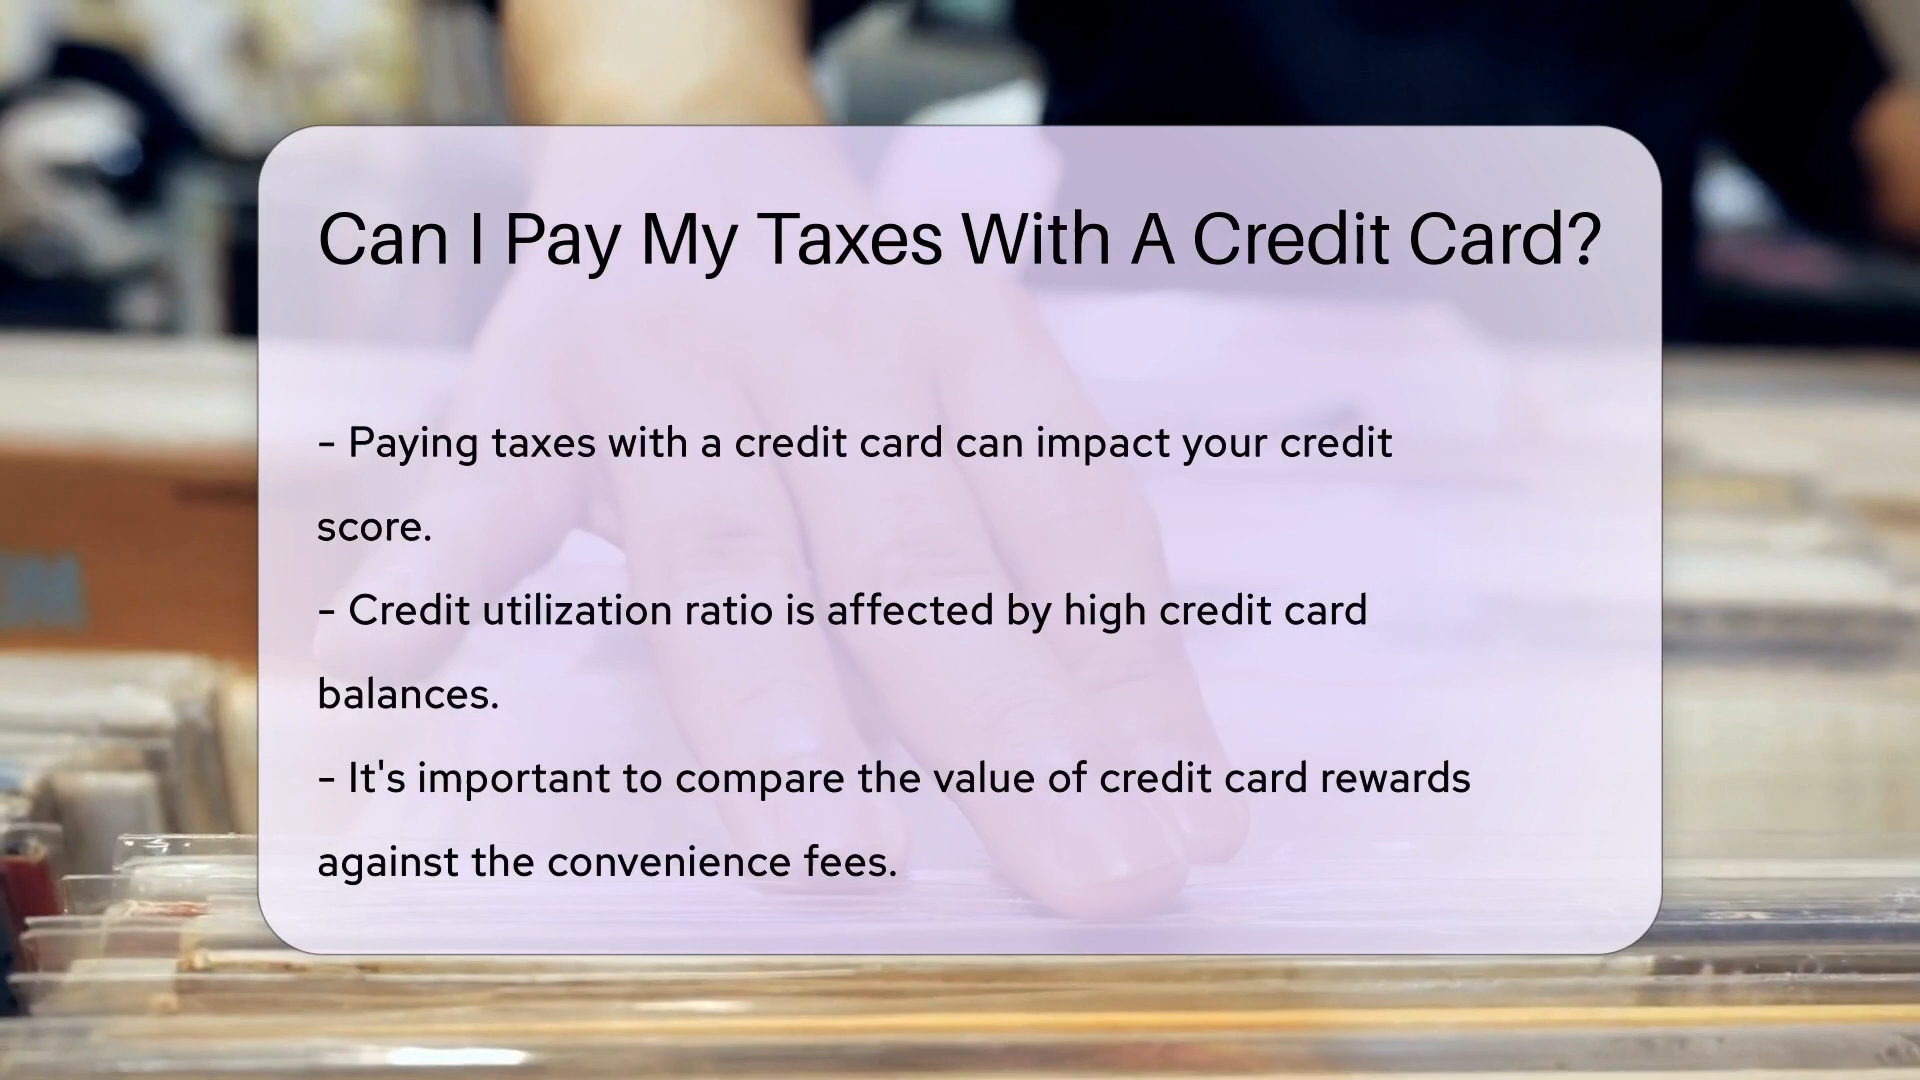 Can I Pay My Taxes With A Credit Card?
- Paying taxes with a credit card can impact your credit
score.
- Credit utilization ratio is affected by high credit card
balances.
- It's important to compare the value of credit card rewards
against the convenience fees.